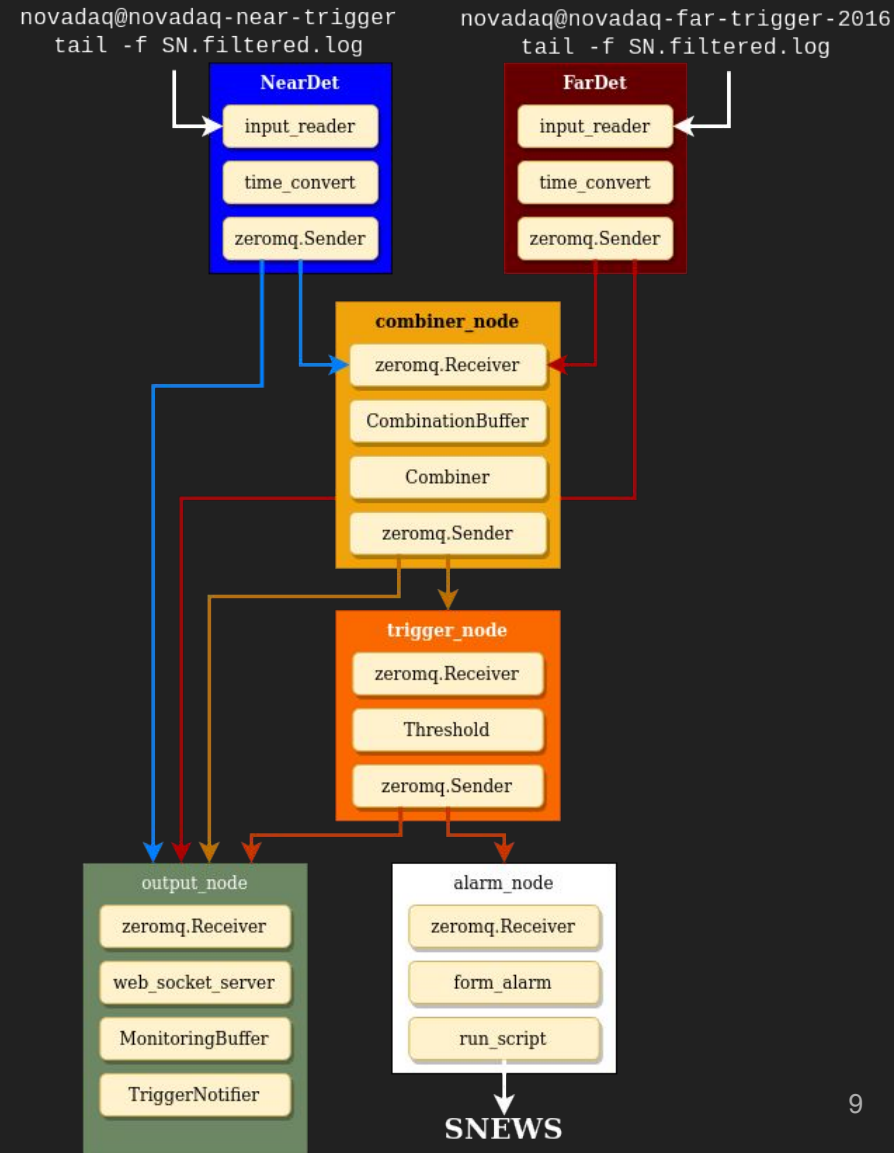 novadaq@novadaq-near-trigger
tail -f SN.filtered.log
novadaq@novadaq-far-trigger-2016
tail -f SN.filtered.log
NearDet
input_reader
time_convert
zeromq.Sender
FarDet
input_reader
time_convert
zeromq.Sender
combiner_node
zeromq.Receiver
CombinationBuffer
Combiner
zeromq.Sender
trigger_node
zeromq.Receiver
Threshold
zeromq.Sender
output_node
zeromq.Receiver
web_socket_server
MonitoringBuffer
TriggerNotifier
alarm_node
zeromq.Receiver
form_alarm
run_script
SNEWS
9